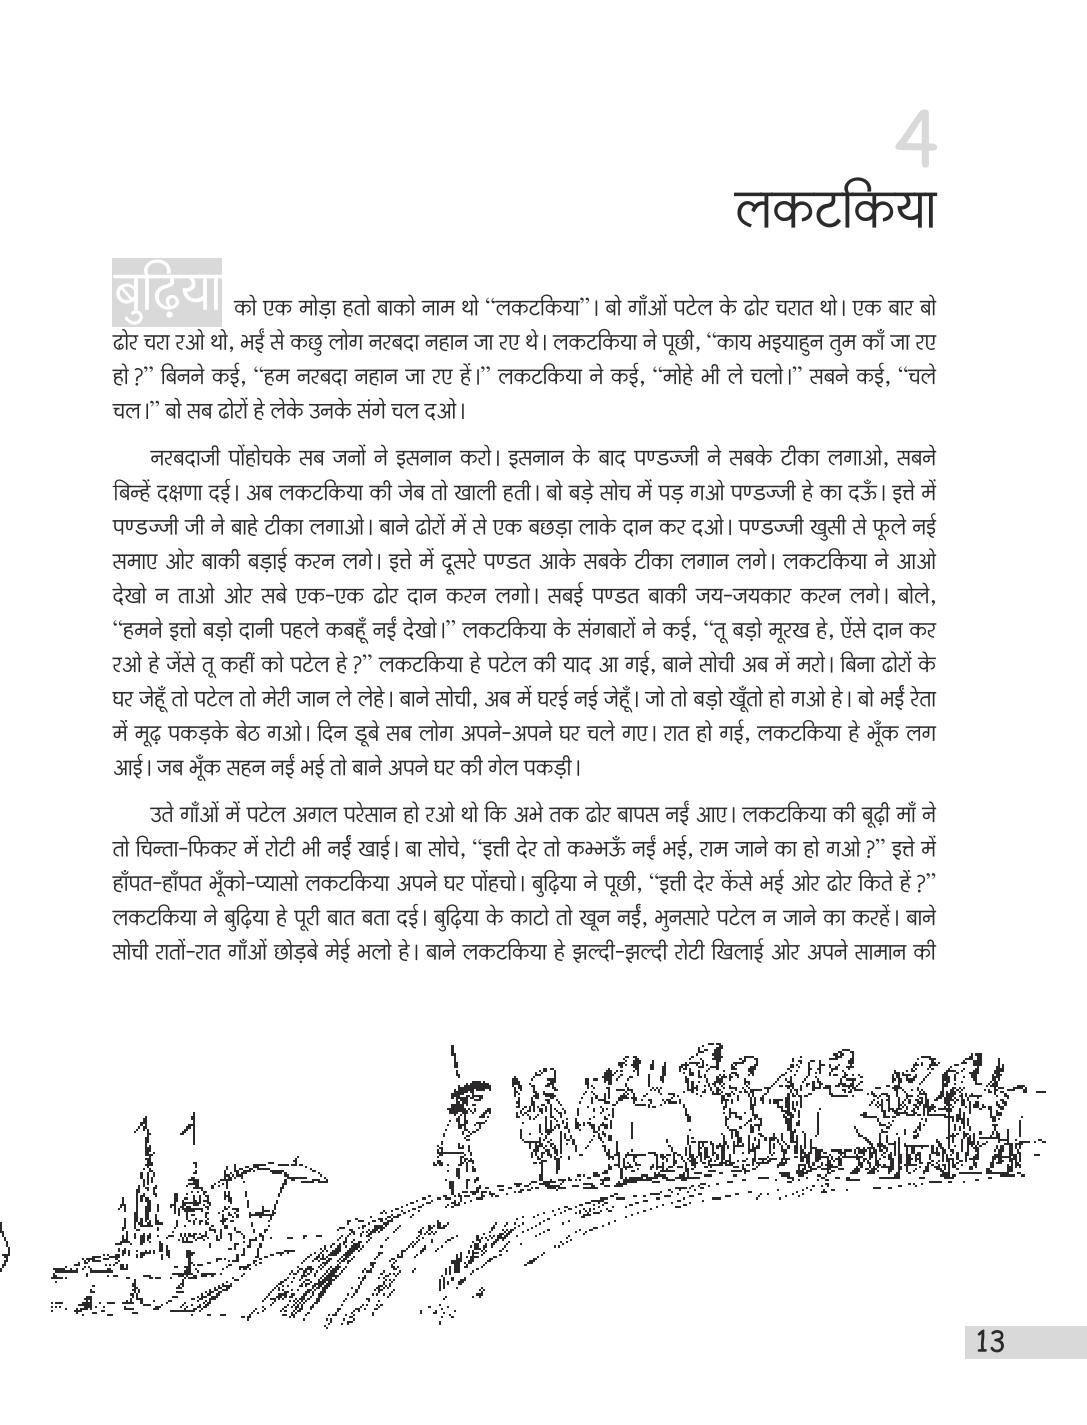 4
लकटकिया
बुढ़िया को एक मोड़ा हतो बाको नाम थो “लकटकिया”। बो गाँओं पटेल के ढोर चरात थो। एक बार बो
ढोर चरा रओ थो, भईं से कछु लोग नरबदा नहान जा रए थे। लकटकिया ने पूछी, “काय भइयाहुन तुम काँ जा रए
हो?” बिनने कई, “हम नरबदा नहान जा रए हें।” लकटकिया ने कई, “मोहे भी ले चलो।” सबने कई, “चले
चल।” बो सब ढोरों हे लेके उनके संगे चल दओ।
नरबदाजी पोंहोचके सब जनों ने इसनान करो। इसनान के बाद पण्डज्जी ने सबके टीका लगाओ, सबने
बिन्हें दक्षणा दई। अब लकटकिया की जेब तो खाली हती। बो बड़े सोच में पड़ गओ पण्डज्जी हे का दऊँ। इत्ते में
पण्डज्जी जी ने बाहे टीका लगाओ। बाने ढोरों में से एक बछड़ा लाके दान कर दओ। पण्डज्जी खुसी से फूले नई
समाए ओर बाकी बड़ाई करन लगे। इत्ते में दूसरे पण्डत आके सबके टीका लगान लगे। लकटकिया ने आओ
देखो न ताओ ओर सबे एक-एक ढोर दान करन लगो। सबई पण्डत बाकी जय-जयकार करन लगे। बोले,
“हमने इत्तो बड़ो दानी पहले कबहूँ नईं देखो।” लकटकिया के संगबारों ने कई, “तू बड़ो मूरख हे, ऐंसे दान कर
रओ हे जेंसे तू कहीं को पटेल हे?” लकटकिया हे पटेल की याद आ गई, बाने सोची अब में मरो। बिना ढोरों के
घर जेहूँ तो पटेल तो मेरी जान ले लेहे। बाने सोची, अब में घरई नई जेहूँ। जो तो बड़ो खूँतो हो गओ हे। बो भईं रेता
में मूढ़ पकड़के बेठ गओ। दिन डूबे सब लोग अपने-अपने घर चले गए। रात हो गई, लकटकिया हे भूँक लग
आई। जब भूँक सहन नईं भई तो बाने अपने घर की गेल पकड़ी।
उते गाँओं में पटेल अगल परेसान हो रओ थो कि अभे तक ढोर बापस नईं आए। लकटकिया की बूढ़ी माँ ने
तो चिन्ता-फिकर में रोटी भी नईं खाई। बा सोचे, “इत्ती देर तो कभ्भऊँ नईं भई, राम जाने का हो गओ?” इत्ते में
हाँपत-हाँपत भूँको-प्यासो लकटकिया अपने घर पोंहचो। बुढ़िया ने पूछी, “इत्ती देर केंसे भई ओर ढोर किते हें?”
लकटकिया ने बुढ़िया हे पूरी बात बता दई। बुढ़िया के काटो तो खून नईं, भुनसारे पटेल न जाने का करहें। बाने
सोची रातों-रात गाँओं छोड़बे मेई भलो हे। बाने लकटकिया हे झल्दी-झल्दी रोटी खिलाई ओर अपने सामान की
13